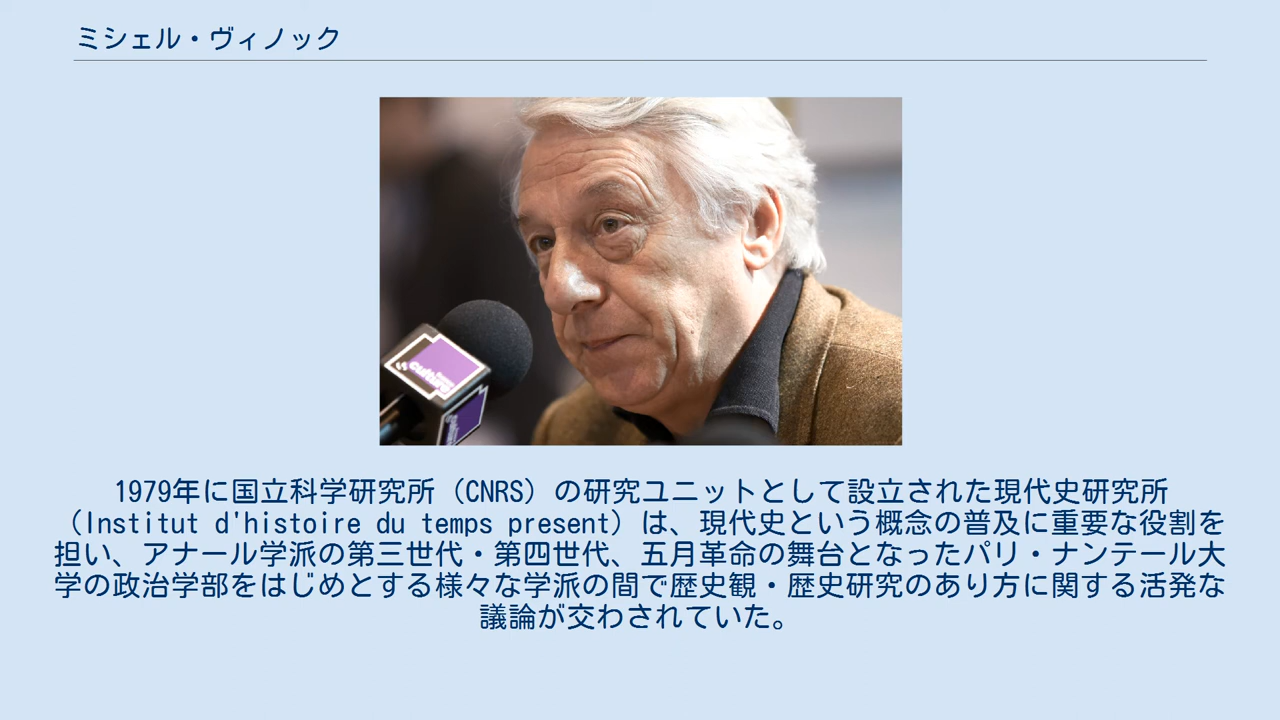 ミシェル・ヴィノック
culture
1979年に国立科学研究所（CNRS）の研究ユニットとして設立された現代史研究所
（Institut d'histoire du temps present）は、現代史という概念の普及に重要な役割を
担い、アナール学派の第三世代・第四世代、五月革命の舞台となったパリ・ナンテール大
学の政治学部をはじめとする様々な学派の間で歴史観・歴史研究のあり方に関する活発な
議論が交わされていた。